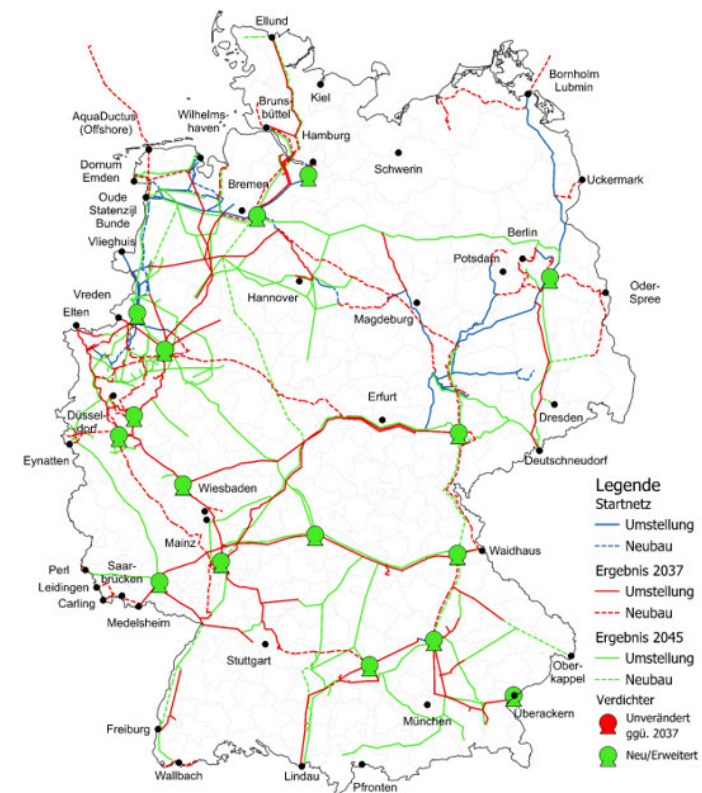 Ellund
Kiel
Bornholm
Lubmin
Bruns-
büttel
AquaDuctus
(Offshore)
Wilhelms-
haven
Hamburg
Schwerin
Dornum
Emden
Uckermark
Bremen
Oude
Statenzijl
Bunde
Berlin
Vlieghuis
Potsdam
Vreden
Hannover
Oder-
Spree
Magdeburg
Elten
Erfurt
Düssel-
dorf
Dresden
Eynatten
Deutschneudorf
Wiesbaden
Mainz
Waidhaus
Perl
Saar-
brücken
Leidingen
Carling
Medelsheim
Stuttgart
Ober-
kappel
München
Überackern
Freiburg
Wallbach
Lindau
Pfronten
Legende
Startnetz
Umstellung
Neubau
Ergebnis 2037
Umstellung
Neubau
Ergebnis 2045
Umstellung
Neubau
Verdichter
Unverändert
ggü. 2037
Neu/Erweitert